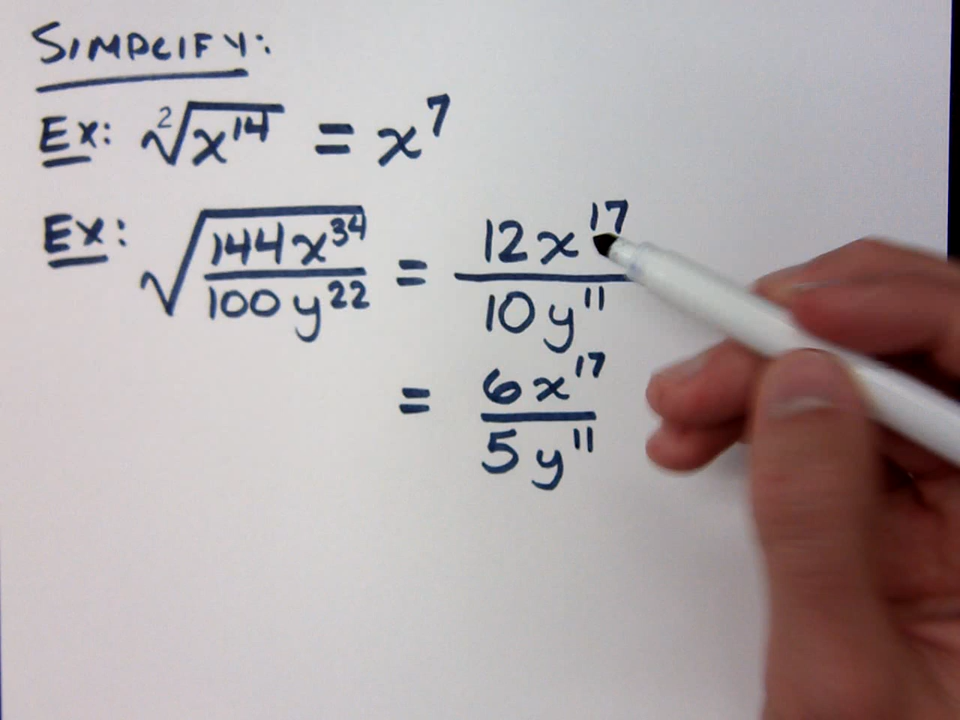 SIMPLIFY:
Ex: ²√x¹⁴ = x⁷
Ex: √(144x³⁴/100y²²) = 12x¹⁷/10y¹¹
= 6x¹⁷/5y¹¹